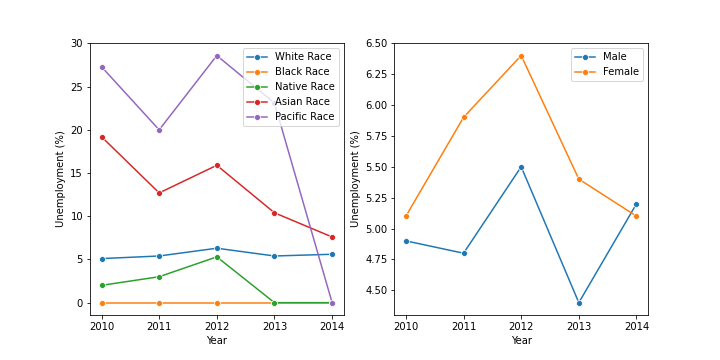 30
25
20
15
10
5
0
Unemployment (%)
2010 2011 2012 2013 2014
Year
White Race
Black Race
Native Race
Asian Race
Pacific Race
6.50
6.25
6.00
5.75
5.50
5.25
5.00
4.75
4.50
Unemployment (%)
2010 2011 2012 2013 2014
Year
Male
Female